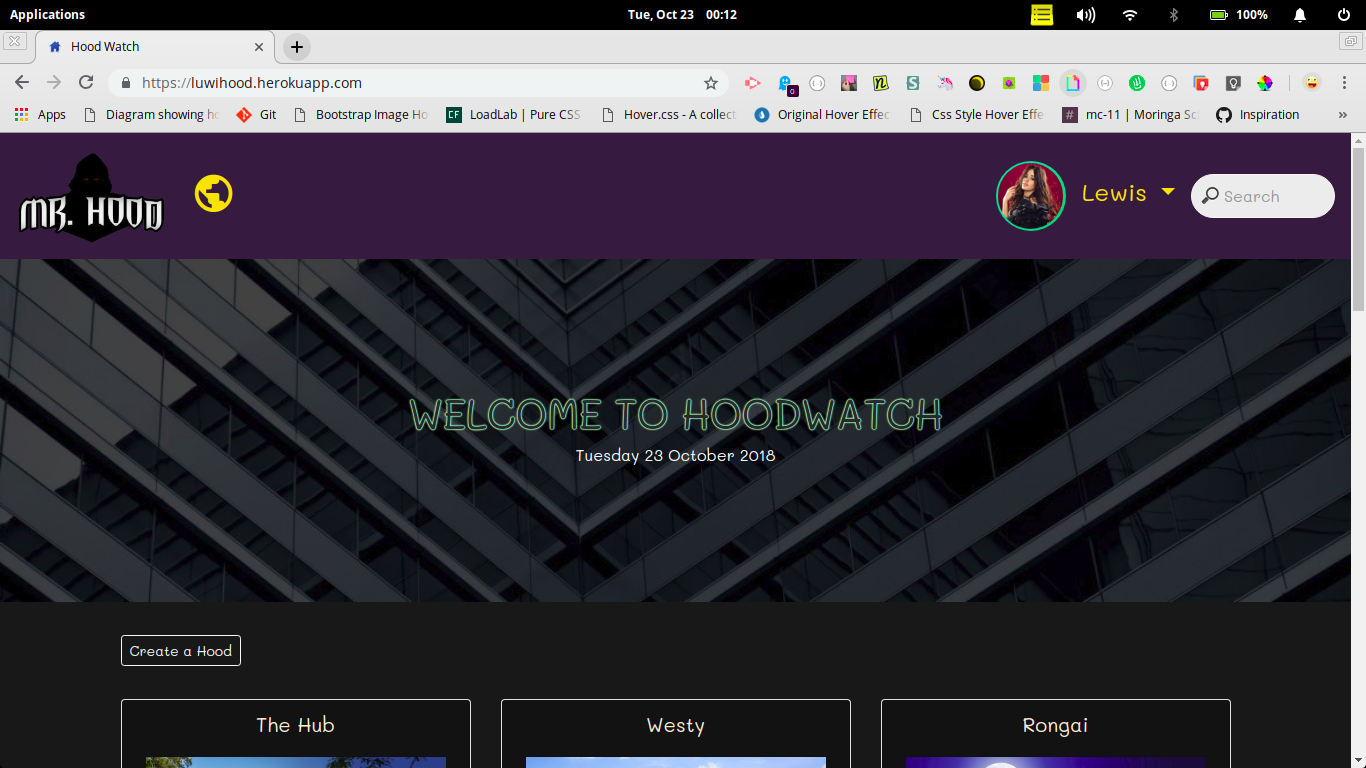 Applications
Tue, Oct 23 00:12
100%
Hood Watch
https://luwihood.herokuapp.com
Apps
Diagram showing
Git
Bootstrap Image Ho
LoadLab | Pure CSS
Hover.css - A collect
Original Hover Effec
Css Style Hover Effe
mc-11 | Moringa Sc
Inspiration
MR. HOOD
Lewis
Search
WELCOME TO HOODWATCH
Tuesday 23 October 2018
Create a Hood
The Hub
Westy
Rongai